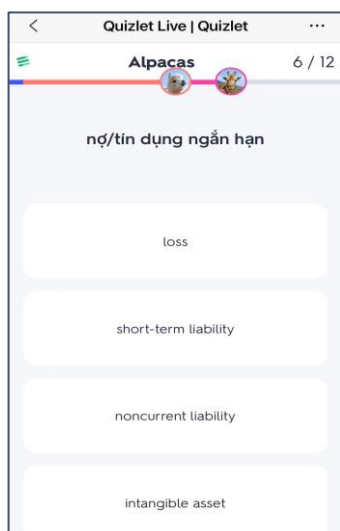 Quizlet Live | Quizlet
Alpacas
6 / 12
nợ/tín dụng ngắn hạn
loss
short-term liability
noncurrent liability
intangible asset